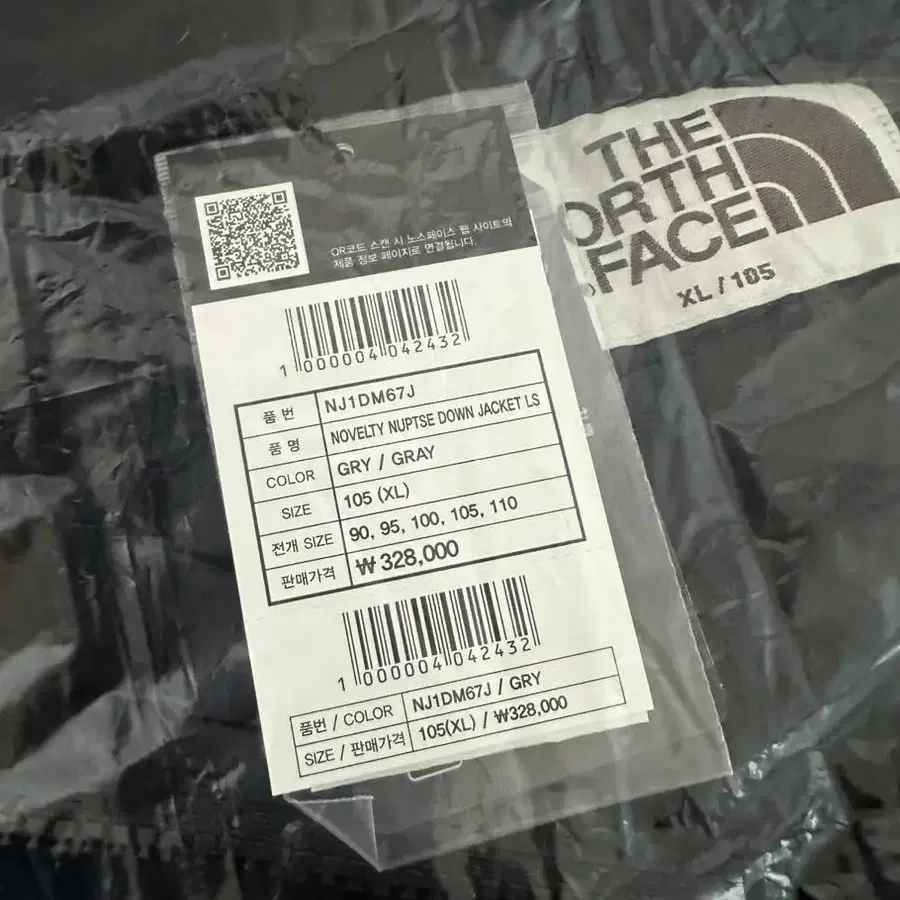 QR코드 스캔 시 노스페이스 웹 사이트의
제품 정보 페이지로 연결됩니다.
1 000004 042432
품 번 NJ1DM67J
품 명 NOVELTY NUPTSE DOWN JACKET LS
COLOR GRY / GRAY
SIZE 105 (XL)
전개 SIZE 90, 95, 100, 105, 110
판매가격 ₩328,000
1 000004 042432
품번 / COLOR NJ1DM67J / GRY
SIZE / 판매가격 105(XL) / ₩328,000
THE
ORTH
FACE
XL / 105